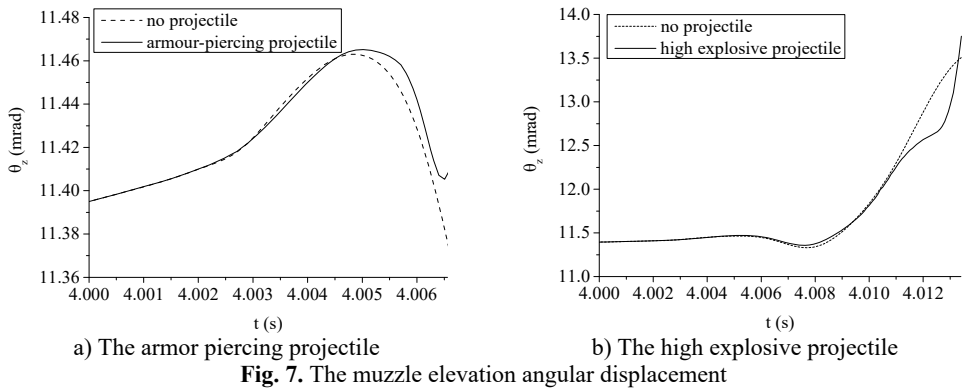 11.48
11.46
11.44
11.42
11.40
11.38
11.36
θz (mrad)
no projectile
armour-piercing projectile
4.000 4.001 4.002 4.003 4.004 4.005 4.006
t (s)
a) The armor piercing projectile
14.0
13.5
13.0
12.5
12.0
11.5
11.0
θz (mrad)
no projectile
high explosive projectile
4.000 4.002 4.004 4.006 4.008 4.010 4.012
t (s)
b) The high explosive projectile
Fig. 7. The muzzle elevation angular displacement